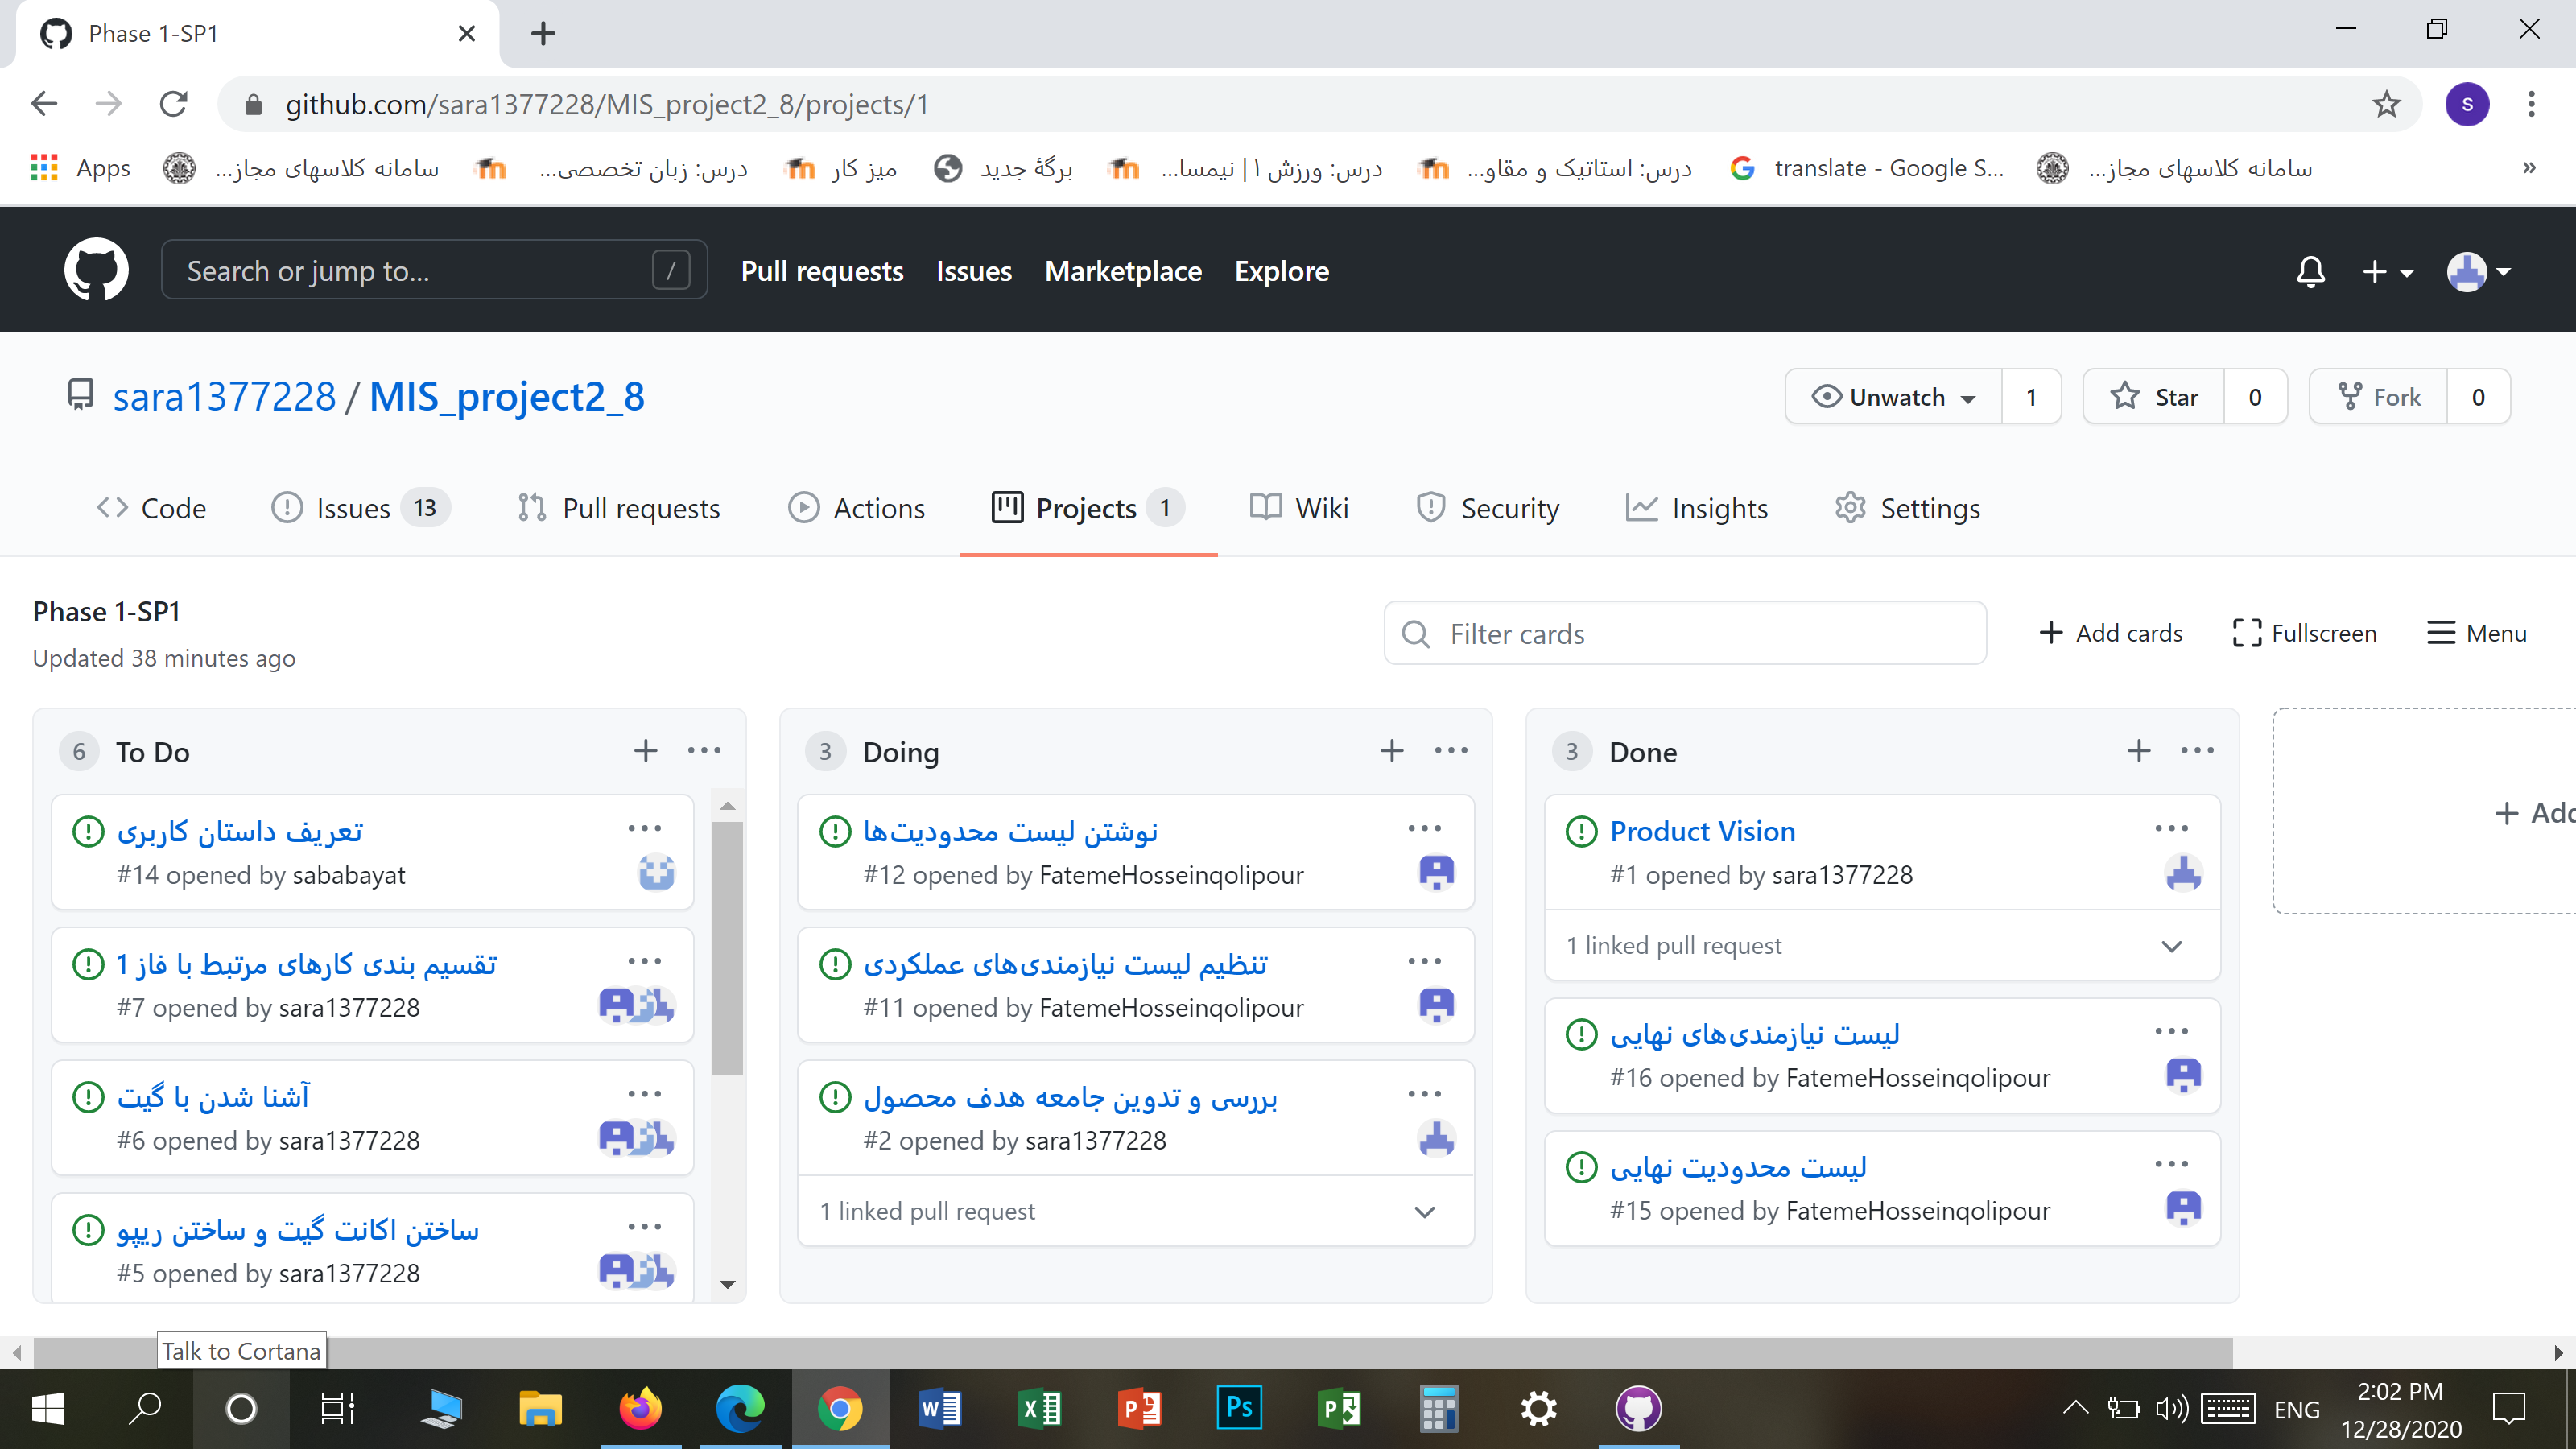 Phase 1-SP1
github.com/sara1377228/MIS_project2_8/projects/1
S
Apps
سامانه کلاسهای مجاز...
درس: زبان تخصصی...
میز کار
برگهٔ جدید
درس: ورزش ۱ | نیمسا...
درس: استاتیک و مقاو...
translate - Google S...
سامانه کلاسهای مجاز...
»
Search or jump to...
/
Pull requests
Issues
Marketplace
Explore
sara1377228 / MIS_project2_8
Unwatch 1
Star 0
Fork 0
Code
Issues 13
Pull requests
Actions
Projects 1
Wiki
Security
Insights
Settings
Phase 1-SP1
Updated 38 minutes ago
Filter cards
+ Add cards
Fullscreen
Menu
6 To Do
تعریف داستان کاربری
#14 opened by sababayat
تقسیم بندی کارهای مرتبط با فاز 1
#7 opened by sara1377228
آشنا شدن با گیت
#6 opened by sara1377228
ساختن اکانت گیت و ساختن ریپو
#5 opened by sara1377228
3 Doing
نوشتن لیست محدودیت‌ها
#12 opened by FatemeHosseinqolipour
تنظیم لیست نیازمندی‌های عملکردی
#11 opened by FatemeHosseinqolipour
بررسی و تدوین جامعه هدف محصول
#2 opened by sara1377228
1 linked pull request
3 Done
Product Vision
#1 opened by sara1377228
1 linked pull request
لیست نیازمندی‌های نهایی
#16 opened by FatemeHosseinqolipour
لیست محدودیت نهایی
#15 opened by FatemeHosseinqolipour
+ Add
Talk to Cortana
Ps
ENG
2:02 PM
12/28/2020